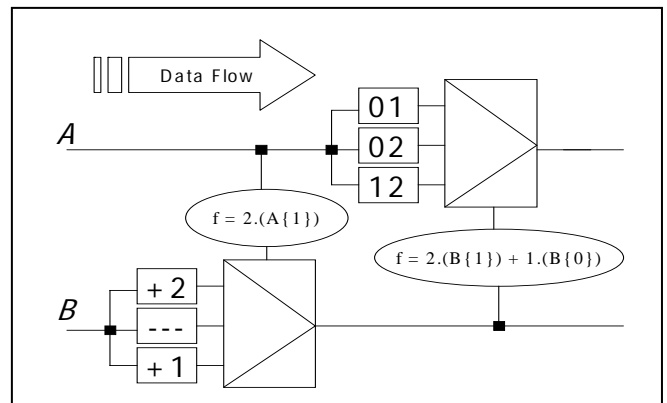 Data Flow
A
01
02
12
f = 2.(A{1})
f = 2.(B{1}) + 1.(B{0})
B
+2
---
+1